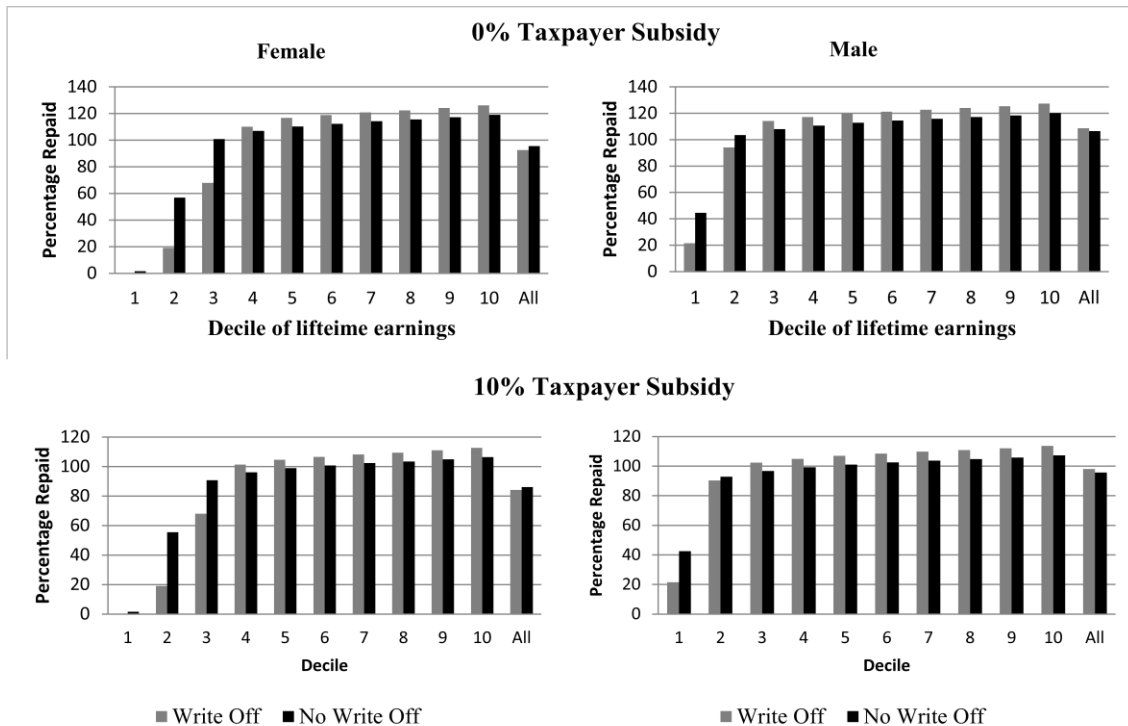 0% Taxpayer Subsidy
Female
Male
Percentage Repaid
140
120
100
80
60
40
20
0
1 2 3 4 5 6 7 8 9 10 All
Decile of lifteime earnings
Percentage Repaid
140
120
100
80
60
40
20
0
1 2 3 4 5 6 7 8 9 10 All
Decile of lifetime earnings
10% Taxpayer Subsidy
Percentage Repaid
120
100
80
60
40
20
0
1 2 3 4 5 6 7 8 9 10 All
Decile
Write Off No Write Off
Percentage Repaid
120
100
80
60
40
20
0
1 2 3 4 5 6 7 8 9 10 All
Decile
Write Off No Write Off